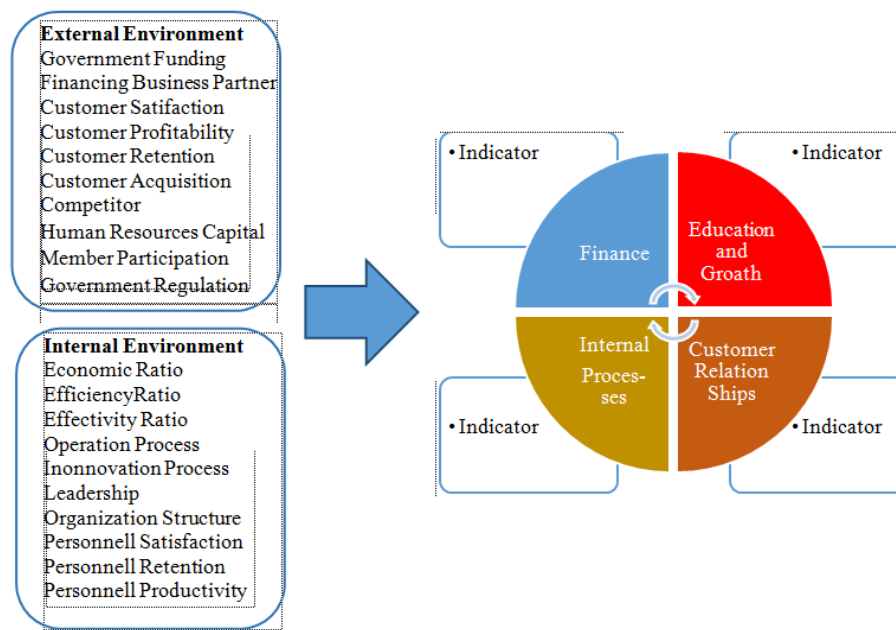 External Environment
Government Funding
Financing Business Partner
Customer Satifaction
Customer Profitability
Customer Retention
Customer Acquisition
Competitor
Human Resources Capital
Member Participation
Government Regulation
Internal Environment
Economic Ratio
EfficiencyRatio
Effectivity Ratio
Operation Process
Inonnovation Process
Leadership
Organization Structure
Personnell Satisfaction
Personnell Retention
Personnell Productivity
• Indicator
• Indicator
Finance
Education
and
Groath
Internal
Proces-
ses
Customer
Relation
Ships
• Indicator
• Indicator